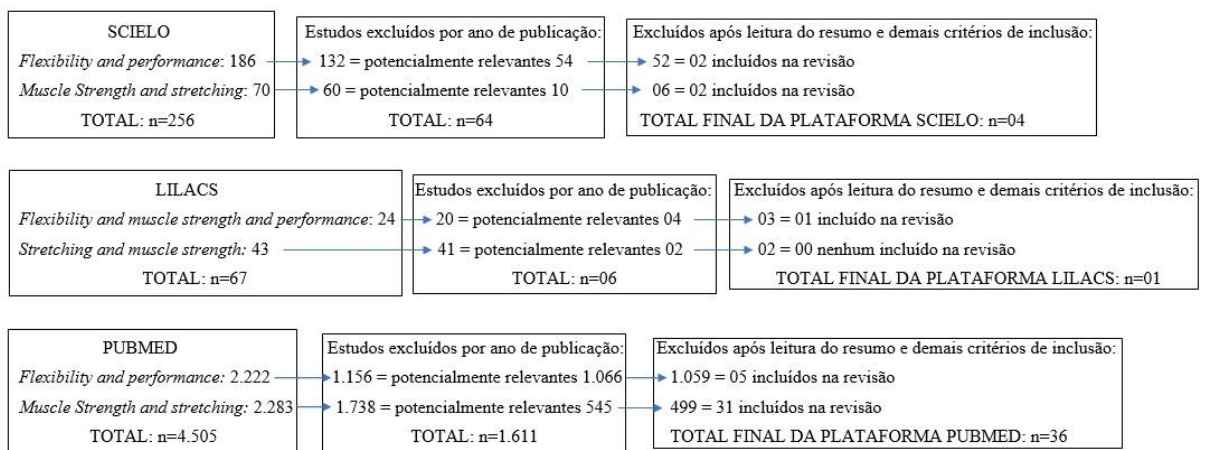 SCIELO
Flexibility and performance: 186
Muscle Strength and stretching: 70
TOTAL: n=256
Estudos excluídos por ano de publicação:
132 = potencialmente relevantes 54
60 = potencialmente relevantes 10
TOTAL: n=64
Excluídos após leitura do resumo e demais critérios de inclusão:
52 = 02 incluídos na revisão
06 = 02 incluídos na revisão
TOTAL FINAL DA PLATAFORMA SCIELO: n=04
LILACS
Flexibility and muscle strength and performance: 24
Stretching and muscle strength: 43
TOTAL: n=67
Estudos excluídos por ano de publicação:
20 = potencialmente relevantes 04
41 = potencialmente relevantes 02
TOTAL: n=06
Excluídos após leitura do resumo e demais critérios de inclusão:
03 = 01 incluído na revisão
02 = 00 nenhum incluído na revisão
TOTAL FINAL DA PLATAFORMA LILACS: n=01
PUBMED
Flexibility and performance: 2.222
Muscle Strength and stretching: 2.283
TOTAL: n=4.505
Estudos excluídos por ano de publicação:
1.156 = potencialmente relevantes 1.066
1.738 = potencialmente relevantes 545
TOTAL: n=1.611
Excluídos após leitura do resumo e demais critérios de inclusão:
1.059 = 05 incluídos na revisão
499 = 31 incluídos na revisão
TOTAL FINAL DA PLATAFORMA PUBMED: n=36